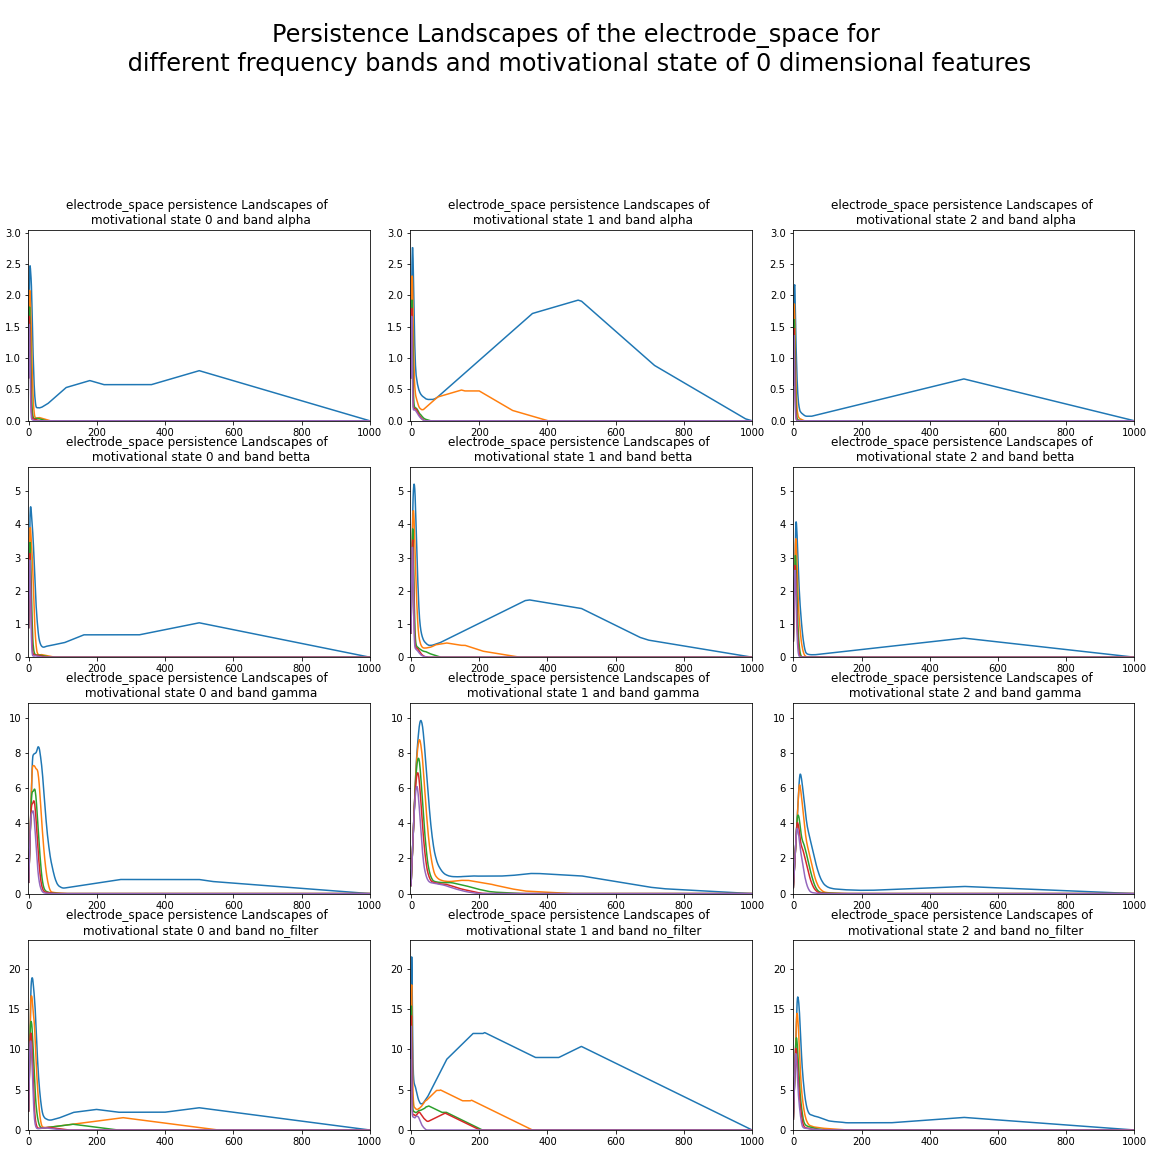 Persistence Landscapes of the electrode_space for
different frequency bands and motivational state of 0 dimensional features
electrode_space persistence Landscapes of
motivational state 0 and band alpha
electrode_space persistence Landscapes of
motivational state 1 and band alpha
electrode_space persistence Landscapes of
motivational state 2 and band alpha
3.0
2.5
2.0
1.5
1.0
0.5
0.0
0 200 400 600 800 1000
3.0
2.5
2.0
1.5
1.0
0.5
0.0
0 200 400 600 800 1000
3.0
2.5
2.0
1.5
1.0
0.5
0.0
0 200 400 600 800 1000
electrode_space persistence Landscapes of
motivational state 0 and band betta
electrode_space persistence Landscapes of
motivational state 1 and band betta
electrode_space persistence Landscapes of
motivational state 2 and band betta
5
4
3
2
1
0
0 200 400 600 800 1000
5
4
3
2
1
0
0 200 400 600 800 1000
5
4
3
2
1
0
0 200 400 600 800 1000
electrode_space persistence Landscapes of
motivational state 0 and band gamma
electrode_space persistence Landscapes of
motivational state 1 and band gamma
electrode_space persistence Landscapes of
motivational state 2 and band gamma
10
8
6
4
2
0
0 200 400 600 800 1000
10
8
6
4
2
0
0 200 400 600 800 1000
10
8
6
4
2
0
0 200 400 600 800 1000
electrode_space persistence Landscapes of
motivational state 0 and band no_filter
electrode_space persistence Landscapes of
motivational state 1 and band no_filter
electrode_space persistence Landscapes of
motivational state 2 and band no_filter
20
15
10
5
0
0 200 400 600 800 1000
20
15
10
5
0
0 200 400 600 800 1000
20
15
10
5
0
0 200 400 600 800 1000